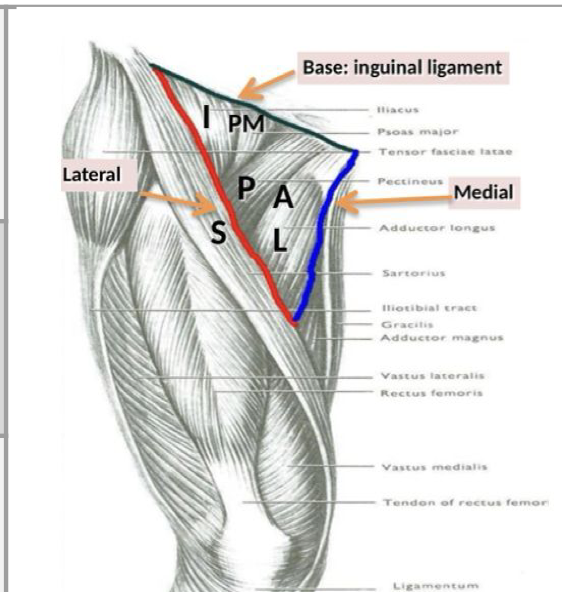 Base: inguinal ligament
Iliacus
I
PM
Psoas major
Tensor fasciae latae
Lateral
P
A
Pectineus
Medial
Adductor longus
S
L
Sartorius
Iliotibial tract
Gracilis
Adductor magnus
Vastus lateralis
Rectus femoris
Vastus medialis
Tendon of rectus femor
Ligamentum